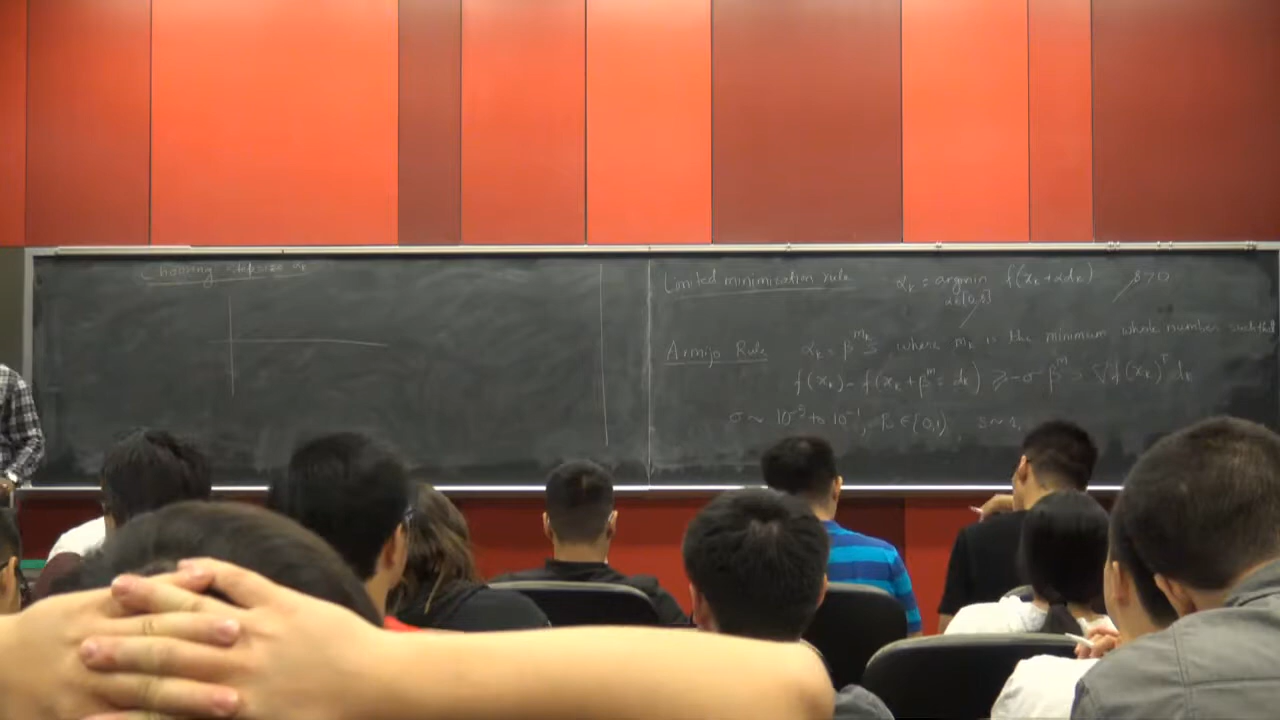 Choosing stepsize αₖ
Limited minimization rule αₖ = argmin f(xₖ + αdₖ) s>0
α∈[0,s]
Armijo Rule αₖ = β^mₖ s where mₖ is the minimum whole number such that
f(xₖ) - f(xₖ + β^m s dₖ) ≥ -σ β^m s ∇f(xₖ)ᵀ dₖ
σ ~ 10⁻⁵ to 10⁻¹, β ∈ (0,1), s ~ 1